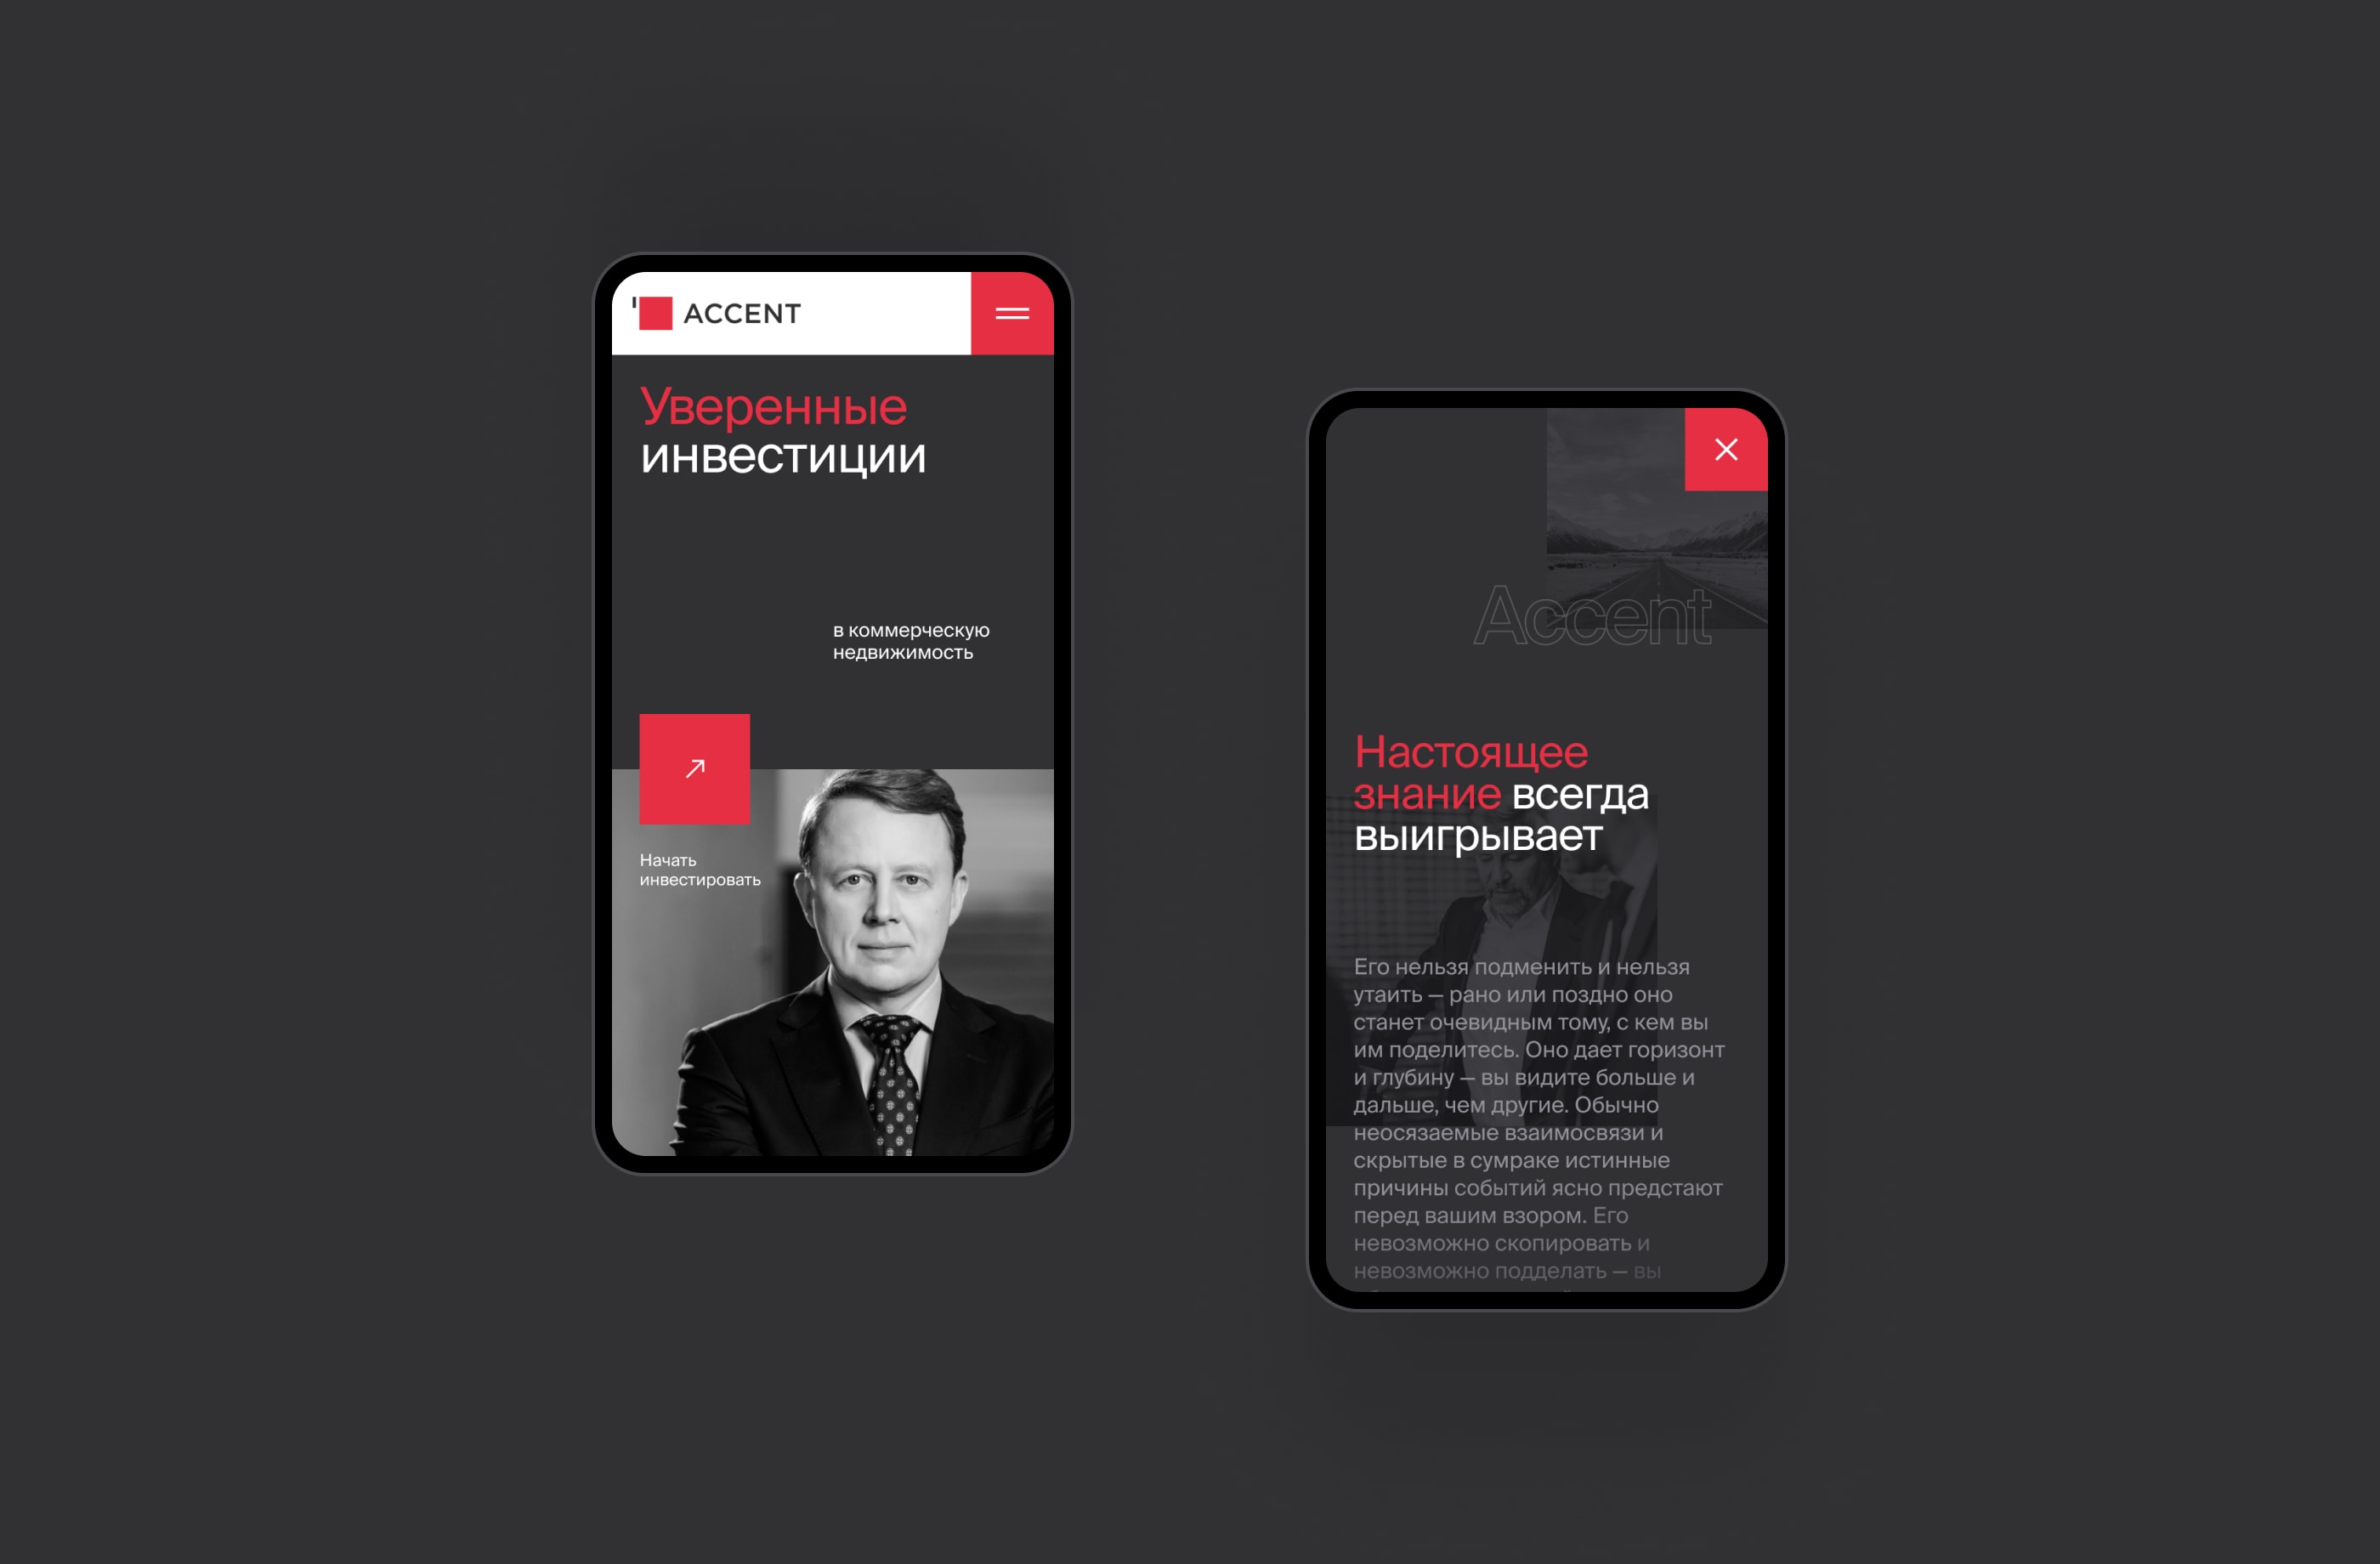 ACCENT
Уверенные
инвестиции
в коммерческую
недвижимость
Начать
инвестировать
Accent
Настоящее
знание всегда
выигрывает
Его нельзя подменить и нельзя
утаить — рано или поздно оно
станет очевидным тому, с кем вы
им поделитесь. Оно дает горизонт
и глубину — вы видите больше и
дальше, чем другие. Обычно
неосязаемые взаимосвязи и
скрытые в сумраке истинные
причины событий ясно предстают
перед вашим взором. Его
невозможно скопировать и
невозможно подделать — вы